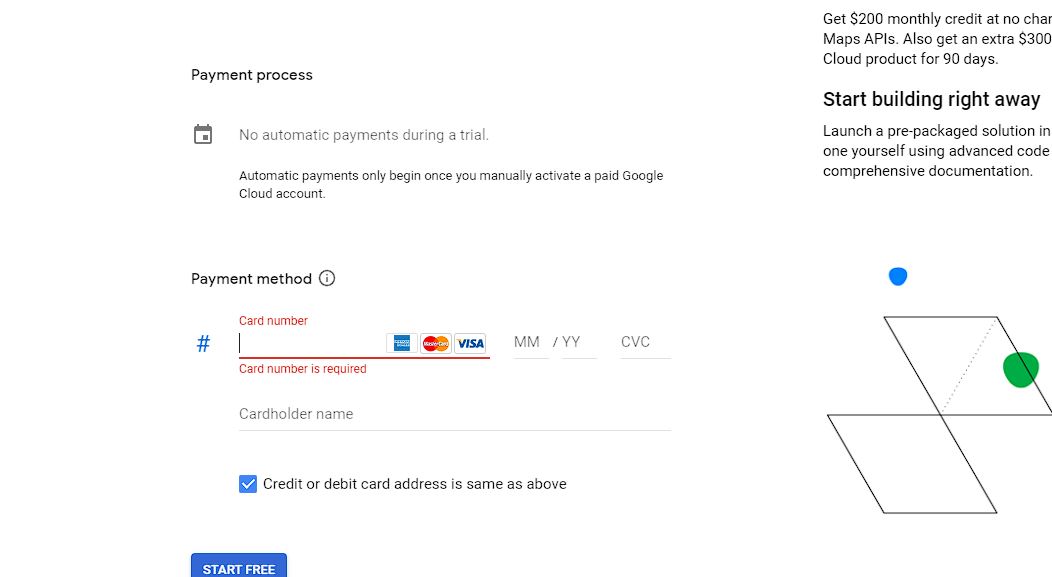 Get $200 monthly credit at no
Maps APIs. Also get an extra $300
Cloud product for 90 days.
Payment process
Start building right away
No automatic payments during a trial.
Launch a pre-packaged solution in
one yourself using advanced code
comprehensive documentation.
Automatic payments only begin once you manually activate a paid Google
Cloud account.
Payment method
Card number
# MasterCard VISA MM / YY CVC
Card number is required
Cardholder name
Credit or debit card address is same as above
START FREE